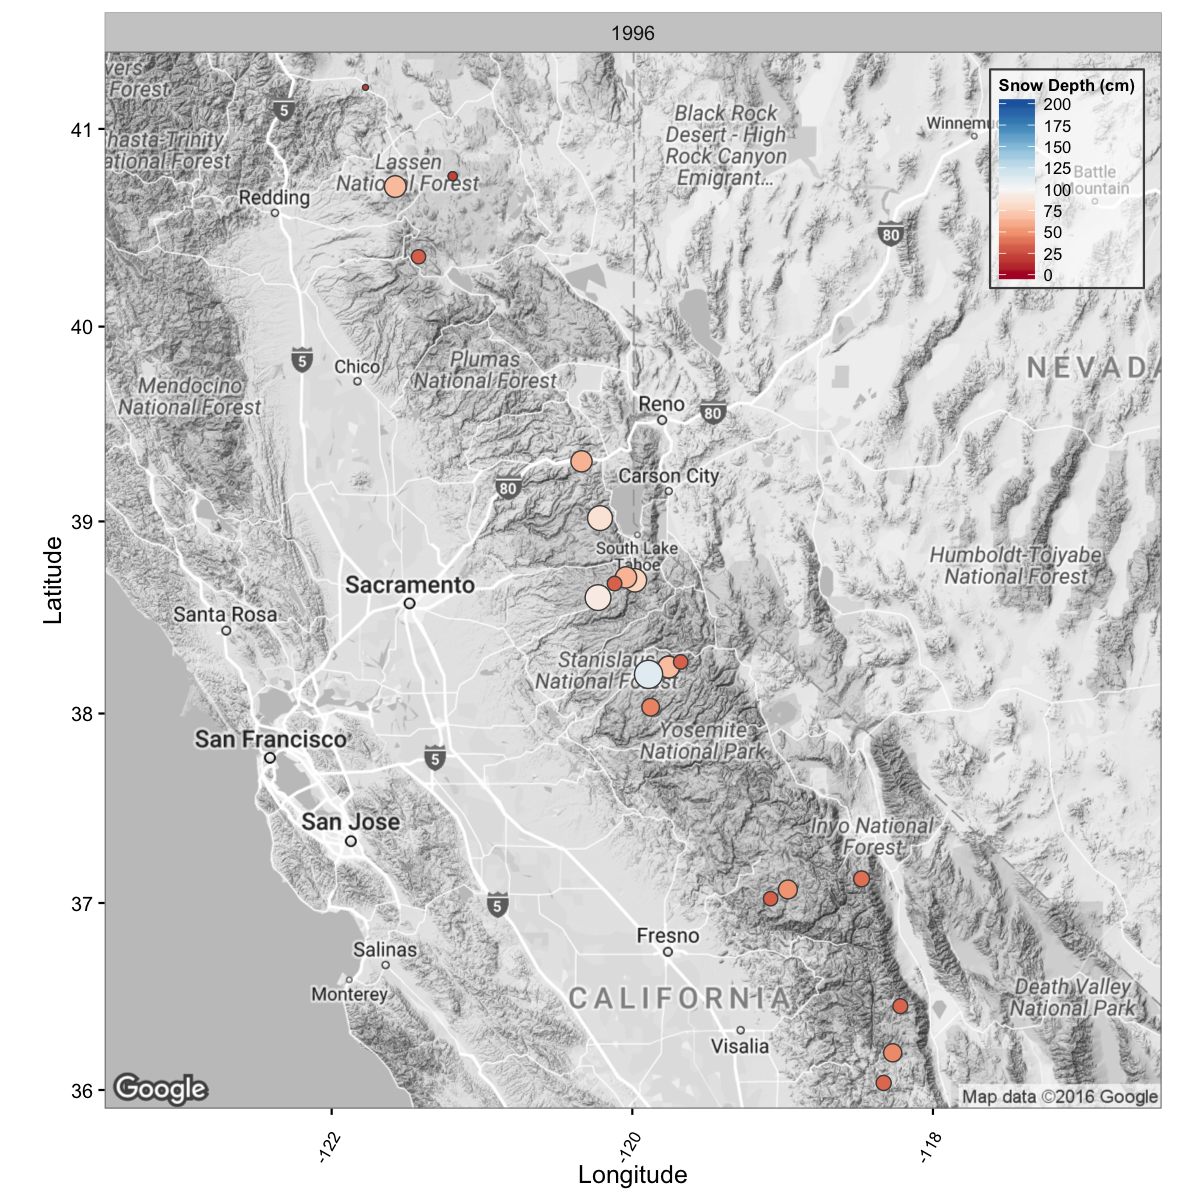 1996
vers
Forest
5
Black Rock
Desert - High
Rock Canyon
Emigrant...
Snow Depth (cm)
200
175
150
125
100
75
50
25
0
Winnemu
Battle
Mountain
41
hasta-Trinity
ational Forest
Lassen
National Forest
Redding
80
40
5
Chico
Plumas
National Forest
Mendocino
National Forest
NEVADA
Reno
80
Carson City
80
39
South Lake
Tahoe
Humboldt-Toiyabe
National Forest
Sacramento
Santa Rosa
Stanislaus
National Forest
38
San Francisco
5
Yosemite
National Park
San Jose
Inyo National
Forest
37
5
Fresno
Salinas
Monterey
CALIFORNIA
Death Valley
National Park
Visalia
36
Google
Map data ©2016 Google
-122
-120
-118
Longitude
Latitude